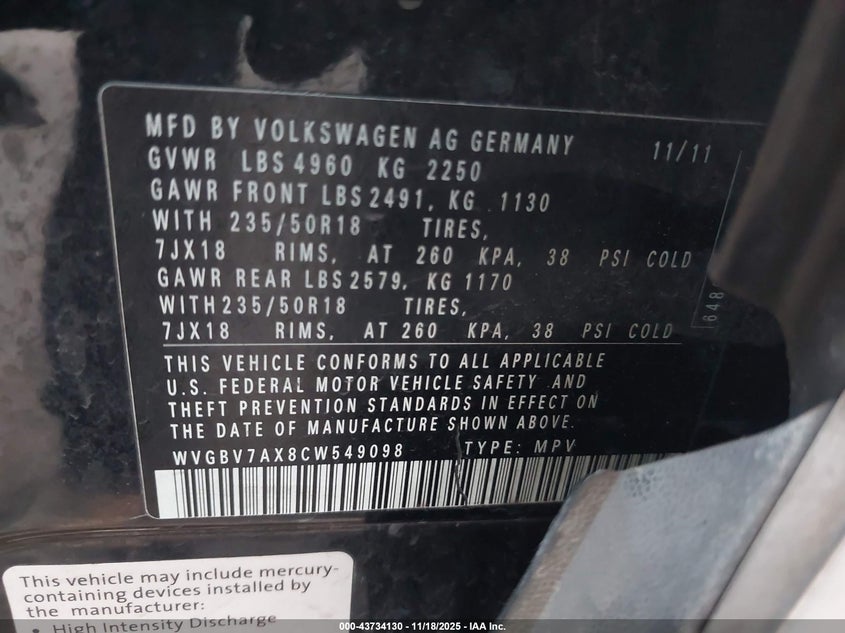 MFD BY VOLKSWAGEN AG GERMANY 11/11
GVWR LBS 4960 KG 2250
GAWR FRONT LBS 2491, KG 1130
WITH 235/50R18 TIRES,
7JX18 RIMS, AT 260 KPA, 38 PSI COLD
GAWR REAR LBS 2579, KG 1170
WITH 235/50R18 TIRES,
7JX18 RIMS, AT 260 KPA, 38 PSI COLD
648
THIS VEHICLE CONFORMS TO ALL APPLICABLE
U.S. FEDERAL MOTOR VEHICLE SAFETY AND
THEFT PREVENTION STANDARDS IN EFFECT ON
THE DATE OF MANUFACTURE SHOWN ABOVE.
WVGBV7AX8CW549098 TYPE: MPV
This vehicle may include mercury-
containing devices installed by
the manufacturer:
• High Intensity Discharge
000-43734130 - 11/18/2025 - IAA Inc.